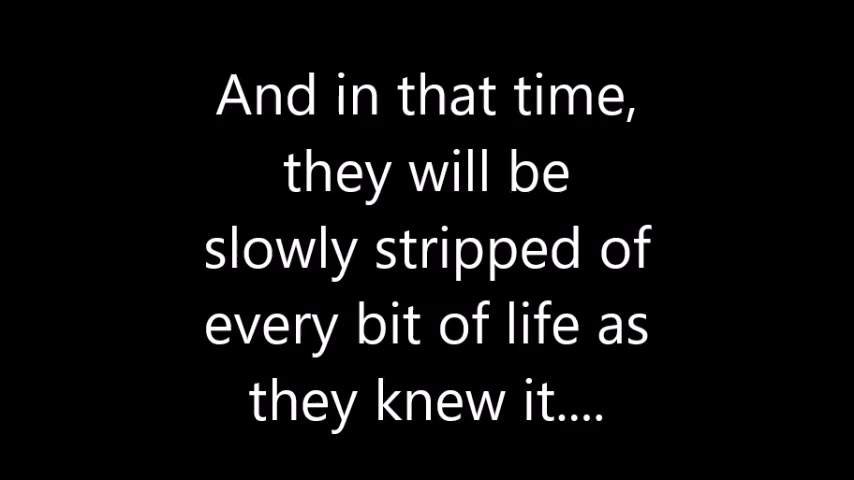 And in that time,
they will be
slowly stripped of
every bit of life as
they knew it....